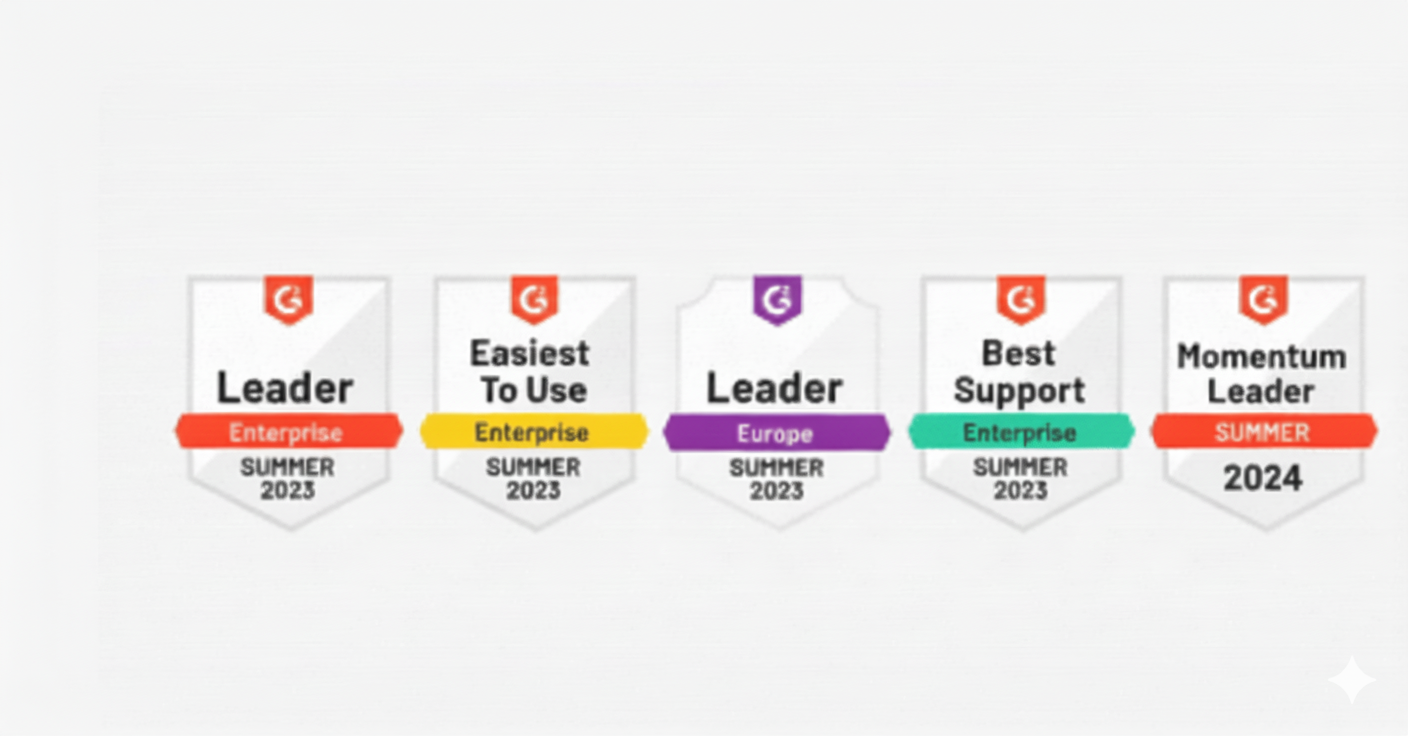 Leader
Enterprise
SUMMER
2023
Easiest
To Use
Enterprise
SUMMER
2023
Leader
Europe
SUMMER
2023
Best
Support
Enterprise
SUMMER
2023
Momentum
Leader
SUMMER
2024